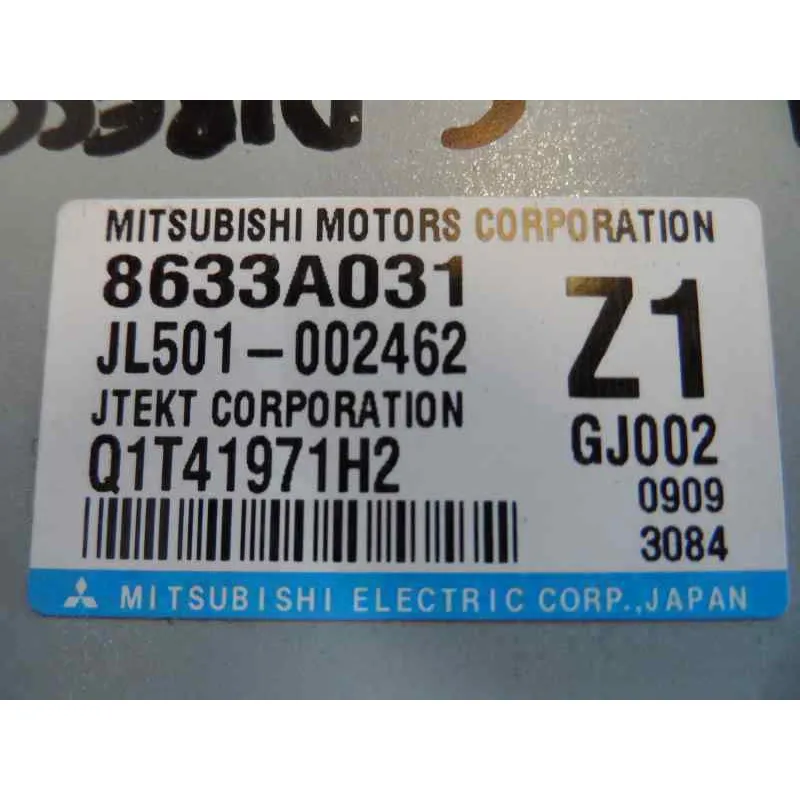 MITSUBISHI MOTORS CORPORATION
8633A031
JL501-002462
Z1
JTEKT CORPORATION
GJ002
Q1T41971H2
0909
3084
MITSUBISHI ELECTRIC CORP., JAPAN